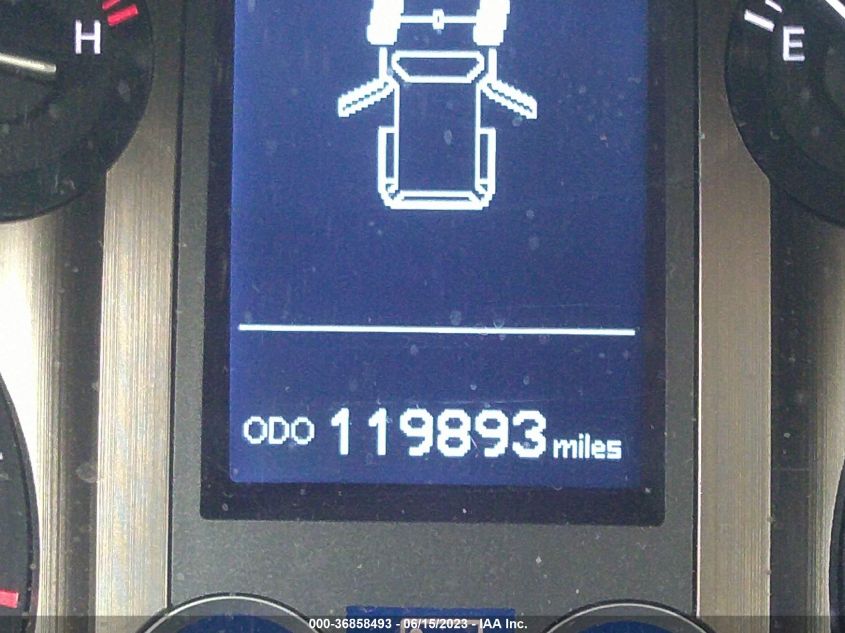 H
E
ODO 119893 miles
000-36858493 - 06/15/2023 - IAA Inc.